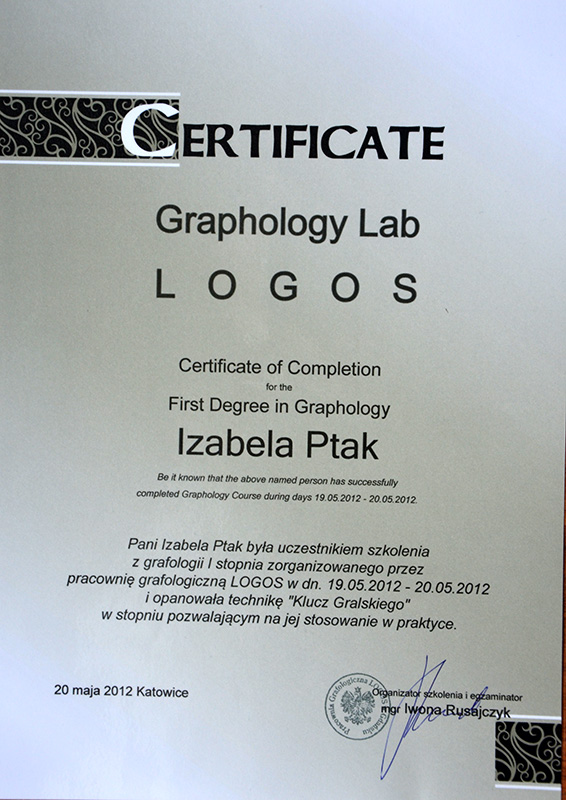 CERTIFICATE
Graphology Lab
L O G O S
Certificate of Completion
for the
First Degree in Graphology
Izabela Ptak
Be it known that the above named person has successfully
completed Graphology Course during days 19.05.2012 - 20.05.2012.
Pani Izabela Ptak była uczestnikiem szkolenia
z grafologii I stopnia zorganizowanego przez
pracownię grafologiczną LOGOS w dn. 19.05.2012 - 20.05.2012
i opanowała technikę "Klucz Gralskiego"
w stopniu pozwalającym na jej stosowanie w praktyce.
20 maja 2012 Katowice
Pracownia Grafologiczna LOGOS
Organizator szkolenia i egzaminator
mgr Iwona Rusajczyk